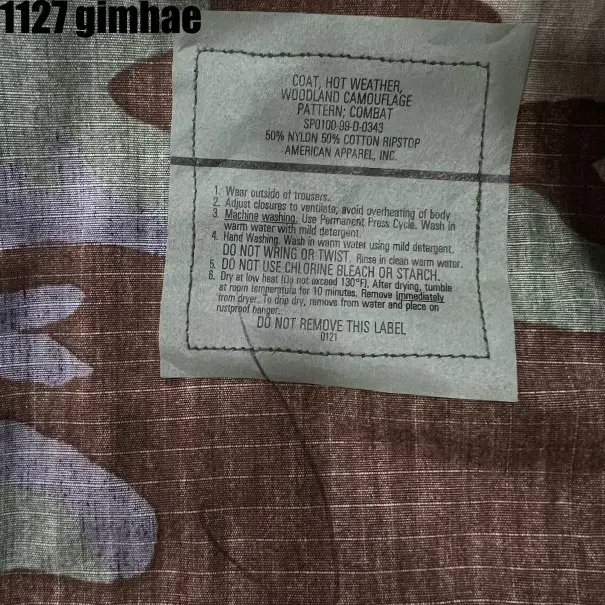 1127 gimhae
COAT, HOT WEATHER,
WOODLAND CAMOUFLAGE
PATTERN; COMBAT
SP0100-99-D-0343
50% NYLON 50% COTTON RIPSTOP
AMERICAN APPAREL, INC.
1. Wear outside of trousers.
2. Adjust closures to ventilate; avoid overheating of body
3. Machine washing. Use Permanent Press Cycle. Wash in
warm water with mild detergent.
4. Hand Washing. Wash in warm water using mild detergent.
DO NOT WRING OR TWIST. Rinse in clean warm water.
5. DO NOT USE CHLORINE BLEACH OR STARCH.
6. Dry at low heat (Do not exceed 130°F). After drying, tumble
at room temperature for 10 minutes. Remove immediately
from dryer. To drip dry, remove from water and place on
rustproof hanger.
DO NOT REMOVE THIS LABEL
0121